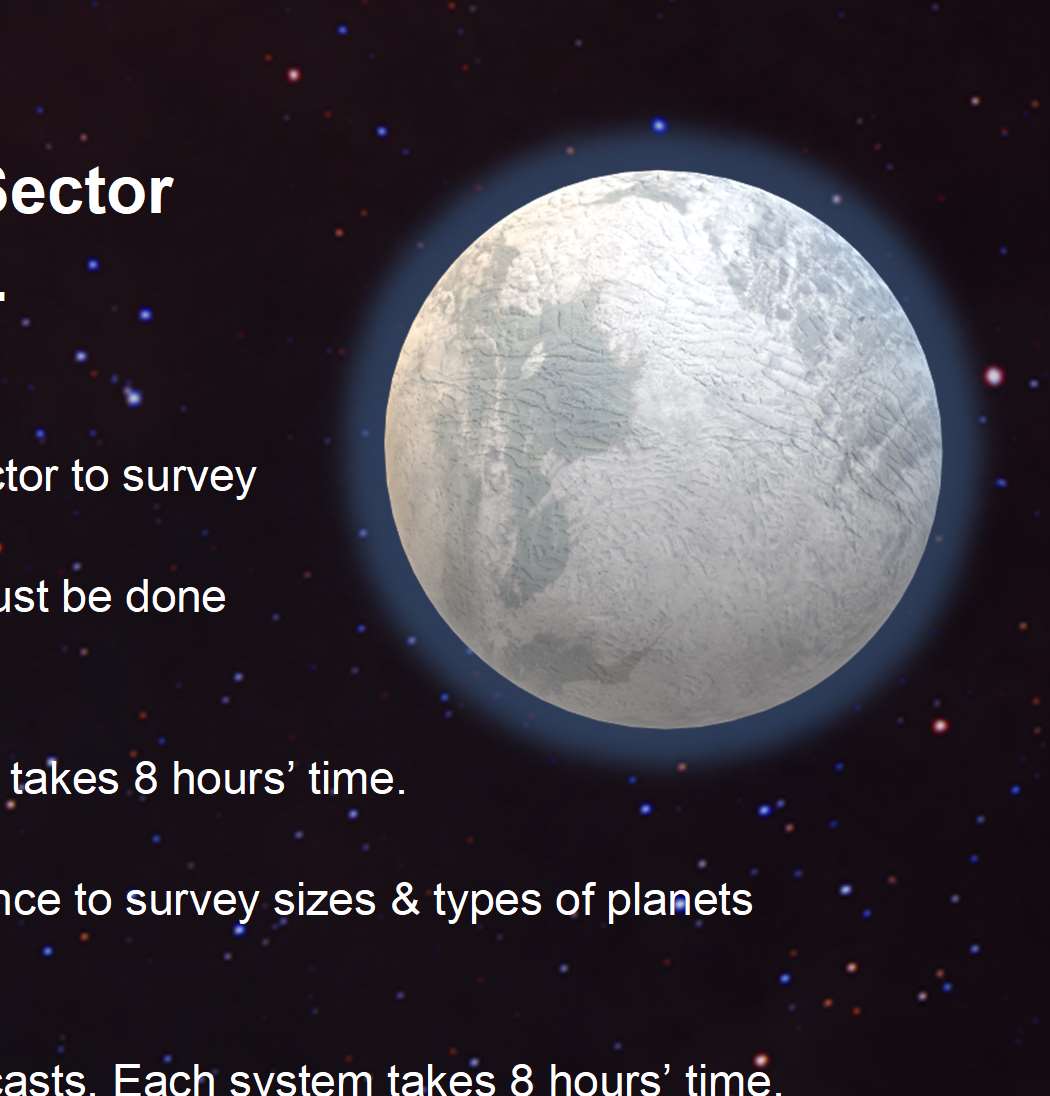 Sector
.
ctor to survey
ust be done
takes 8 hours’ time.
nce to survey sizes & types of planets
casts. Each system takes 8 hours’ time.